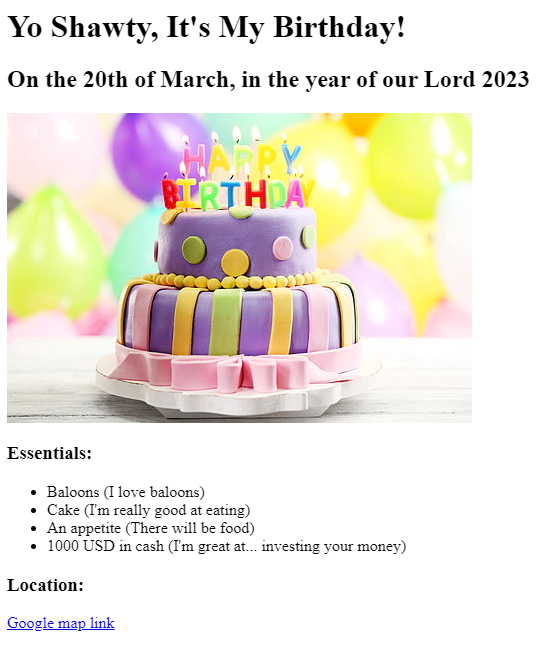 Yo Shawty, It's My Birthday!
On the 20th of March, in the year of our Lord 2023
HAPPY
BIRTHDAY
Essentials:
Baloons (I love baloons)
Cake (I'm really good at eating)
An appetite (There will be food)
1000 USD in cash (I'm great at... investing your money)
Location:
Google map link